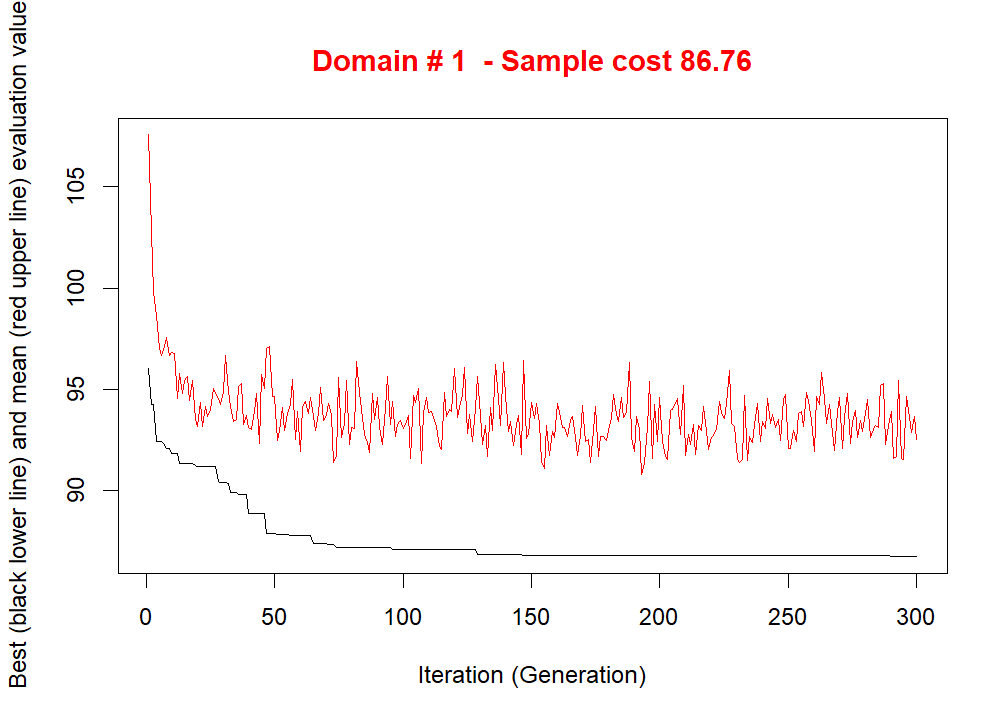 Domain # 1  - Sample cost 86.76
Best (black lower line) and mean (red upper line) evaluation value
105
100
95
90
0 50 100 150 200 250 300
Iteration (Generation)